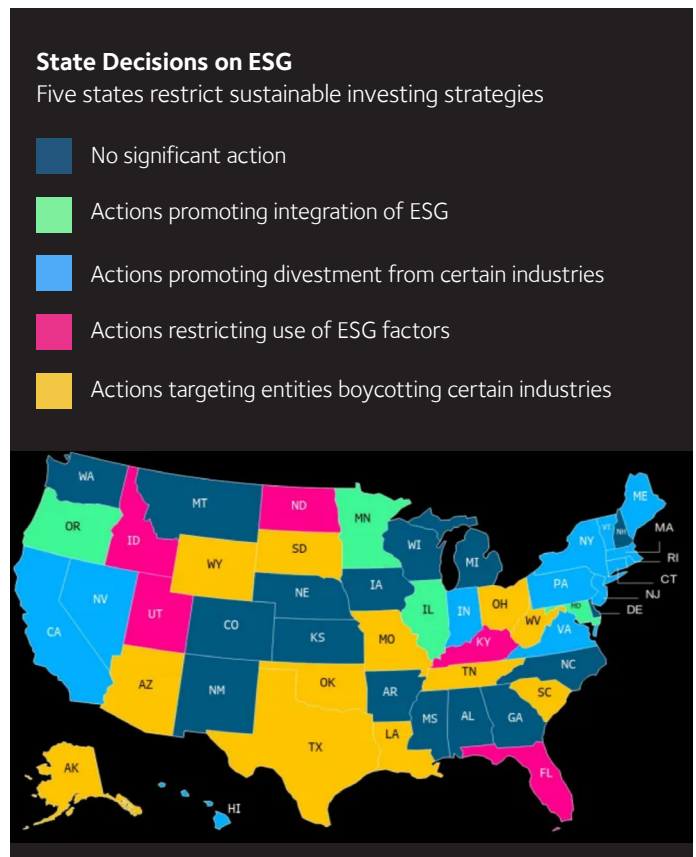 State Decisions on ESG
Five states restrict sustainable investing strategies
No significant action
Actions promoting integration of ESG
Actions promoting divestment from certain industries
Actions restricting use of ESG factors
Actions targeting entities boycotting certain industries
WA
MT
ND
MN
ME
OR
ID
WY
SD
WI
MI
NY
VT
NH
MA
RI
CT
NJ
DE
NV
UT
CO
NE
IA
IL
IN
OH
PA
MD
CA
KS
MO
KY
WV
VA
AZ
NM
OK
AR
TN
NC
SC
TX
LA
MS
AL
GA
FL
AK
HI